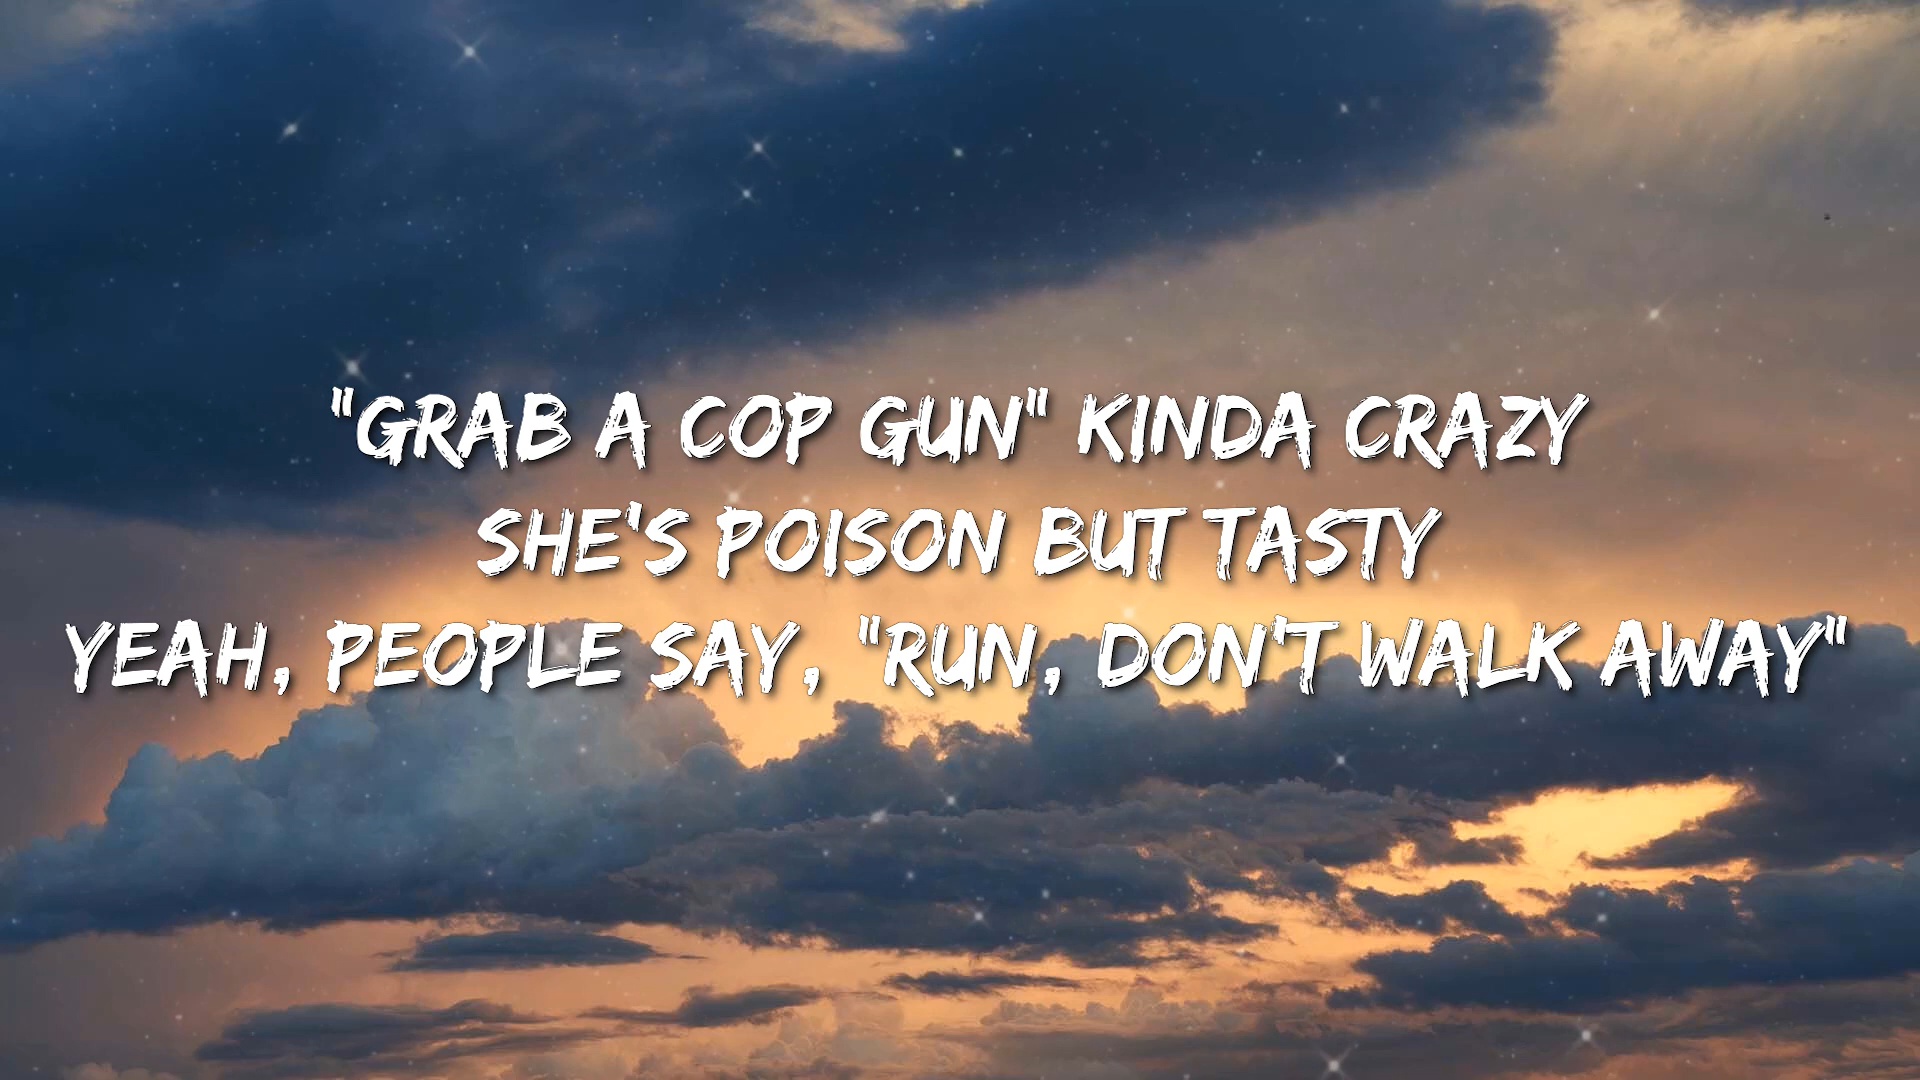 "GRAB A COP GUN" KINDA CRAZY
SHE'S POISON BUT TASTY
YEAH, PEOPLE SAY, "RUN, DON'T WALK AWAY"